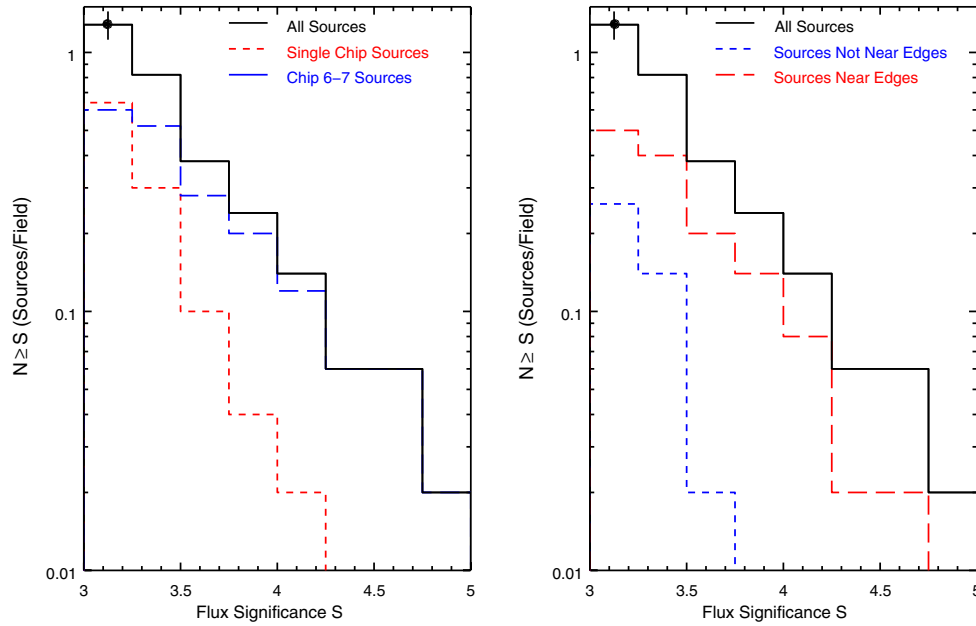 All Sources
Single Chip Sources
Chip 6−7 Sources
1
0.1
0.01
N ≥ S (Sources/Field)
3
3.5
4
4.5
5
Flux Significance S
All Sources
Sources Not Near Edges
Sources Near Edges
1
0.1
0.01
N ≥ S (Sources/Field)
3
3.5
4
4.5
5
Flux Significance S